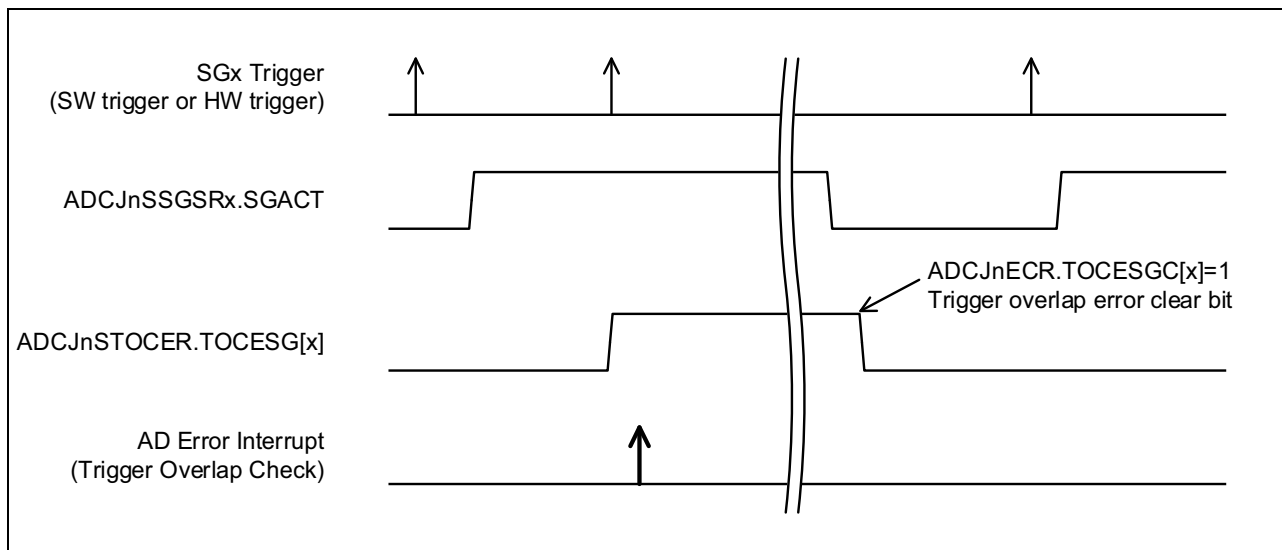 SGx Trigger
(SW trigger or HW trigger)
ADCJnSSGSRx.SGACT
ADCJnECR.TOCESGC[x]=1
Trigger overlap error clear bit
ADCJnSTOCER.TOCESG[x]
AD Error Interrupt
(Trigger Overlap Check)